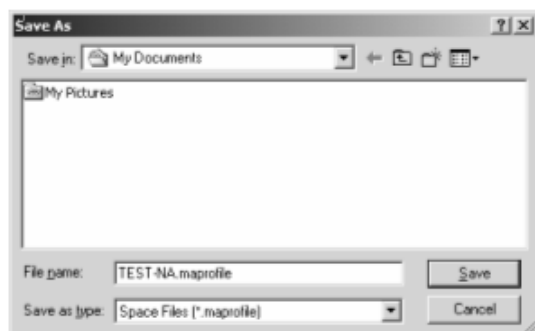 Save As
Save in: My Documents
My Pictures
File name: TEST-NA.maprofile Save
Save as type: Space Files (*.maprofile) Cancel